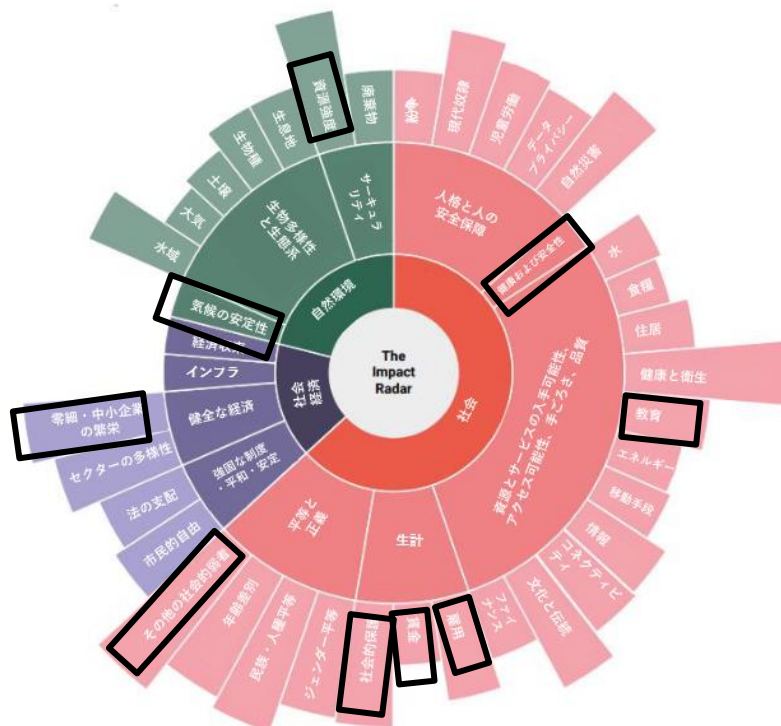 The
Impact
Radar
社会
人格と人の
安全保障
紛争
現代奴隷
児童労働
データ
プライバシー
自然災害
健康および安全性
資源とサービスの入手可能性、
アクセス可能性、手ごろさ、品質
水
食糧
住居
健康と衛生
教育
エネルギー
移動手段
情報
コネクティビ
ティ
文化と伝統
ファイ
ナンス
生計
雇用
賃金
社会的保護
平等と
正義
ジェンダー平等
民族・人種平等
年齢差別
その他の社会的弱者
社会
経済
強固な制度
・平和・安定
市民的自由
法の支配
健全な経済
セクターの多様性
零細・中小企業
の繁栄
インフラ
経済収束
自然環境
気候の安定性
生物多様性
と生態系
水域
大気
土壌
生物種
生息地
サーキュラ
リティ
資源強度
廃棄物